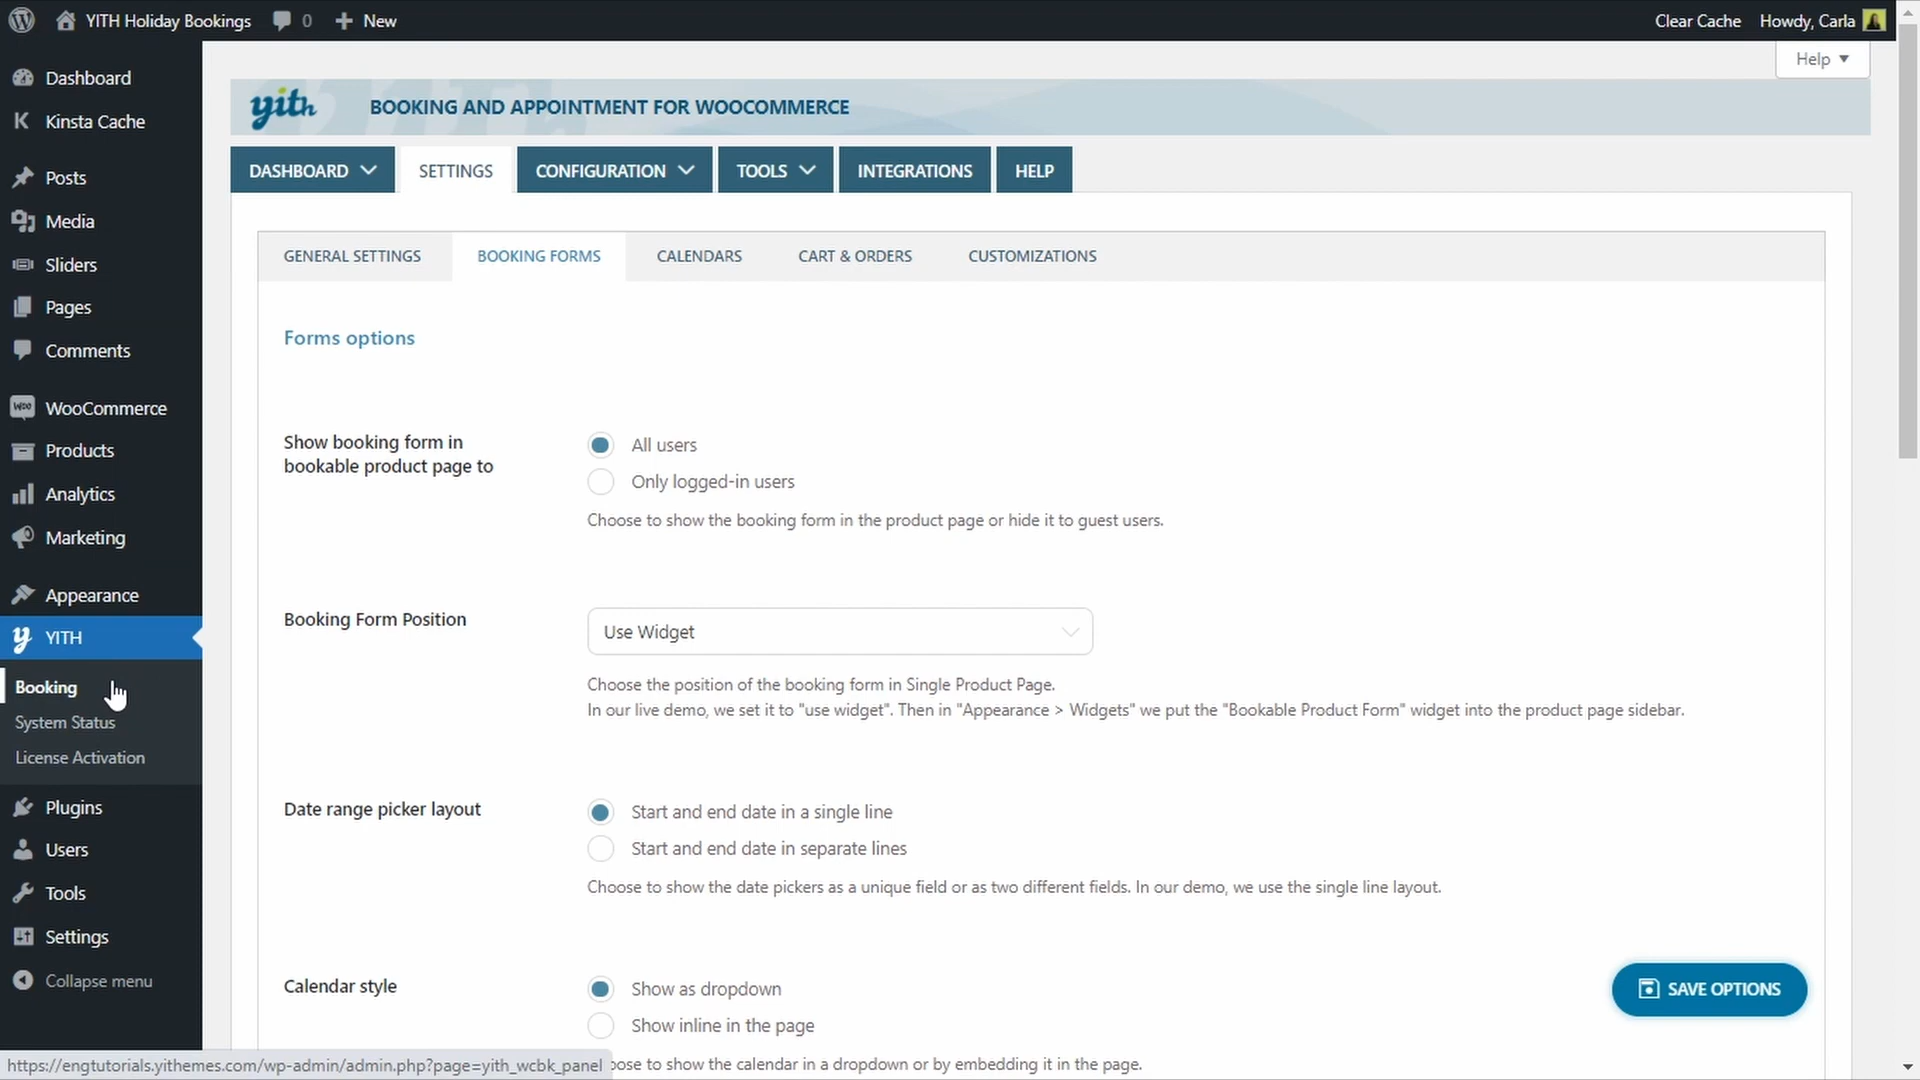 YITH Holiday Bookings 0 New Clear Cache Howdy, Carla
Help
Dashboard
Kinsta Cache
Posts
Media
Sliders
Pages
Comments
WooCommerce
Products
Analytics
Marketing
Appearance
YITH
Booking
System Status
License Activation
Plugins
Users
Tools
Settings
Collapse menu
yith BOOKING AND APPOINTMENT FOR WOOCOMMERCE
DASHBOARD SETTINGS CONFIGURATION TOOLS INTEGRATIONS HELP
GENERAL SETTINGS BOOKING FORMS CALENDARS CART & ORDERS CUSTOMIZATIONS
Forms options
Show booking form in
bookable product page to
All users
Only logged-in users
Choose to show the booking form in the product page or hide it to guest users.
Booking Form Position
Use Widget
Choose the position of the booking form in Single Product Page.
In our live demo, we set it to "use widget". Then in "Appearance > Widgets" we put the "Bookable Product Form" widget into the product page sidebar.
Date range picker layout
Start and end date in a single line
Start and end date in separate lines
Choose to show the date pickers as a unique field or as two different fields. In our demo, we use the single line layout.
Calendar style
Show as dropdown
Show inline in the page
oose to show the calendar in a dropdown or by embedding it in the page.
SAVE OPTIONS
https://engtutorials.yithemes.com/wp-admin/admin.php?page=yith_wcbk_panel